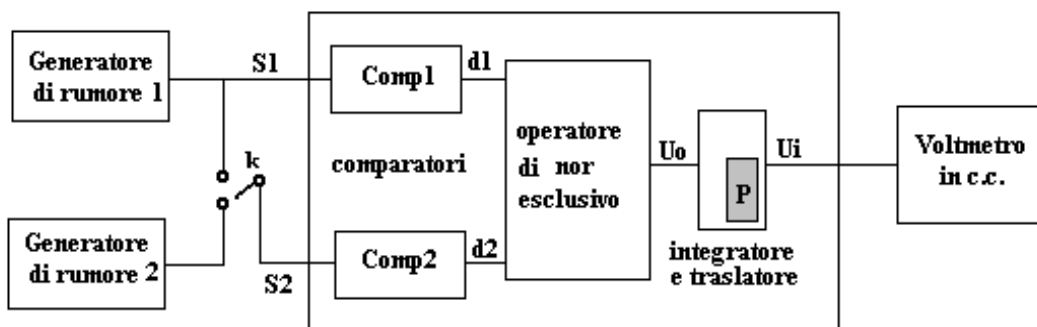 Generatore
di rumore 1
S1
Comp1
d1
operatore
di nor
esclusivo
Uo
P
Ui
Voltmetro
in c.c.
k
comparatori
Generatore
di rumore 2
S2
Comp2
d2
integratore
e traslatore